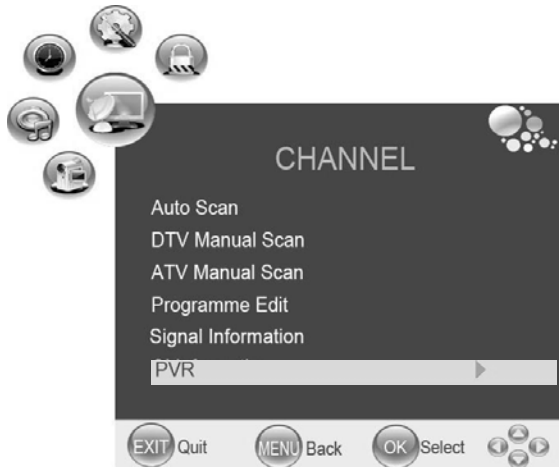 CHANNEL
Auto Scan
DTV Manual Scan
ATV Manual Scan
Programme Edit
Signal Information
PVR
EXIT Quit MENU Back OK Select